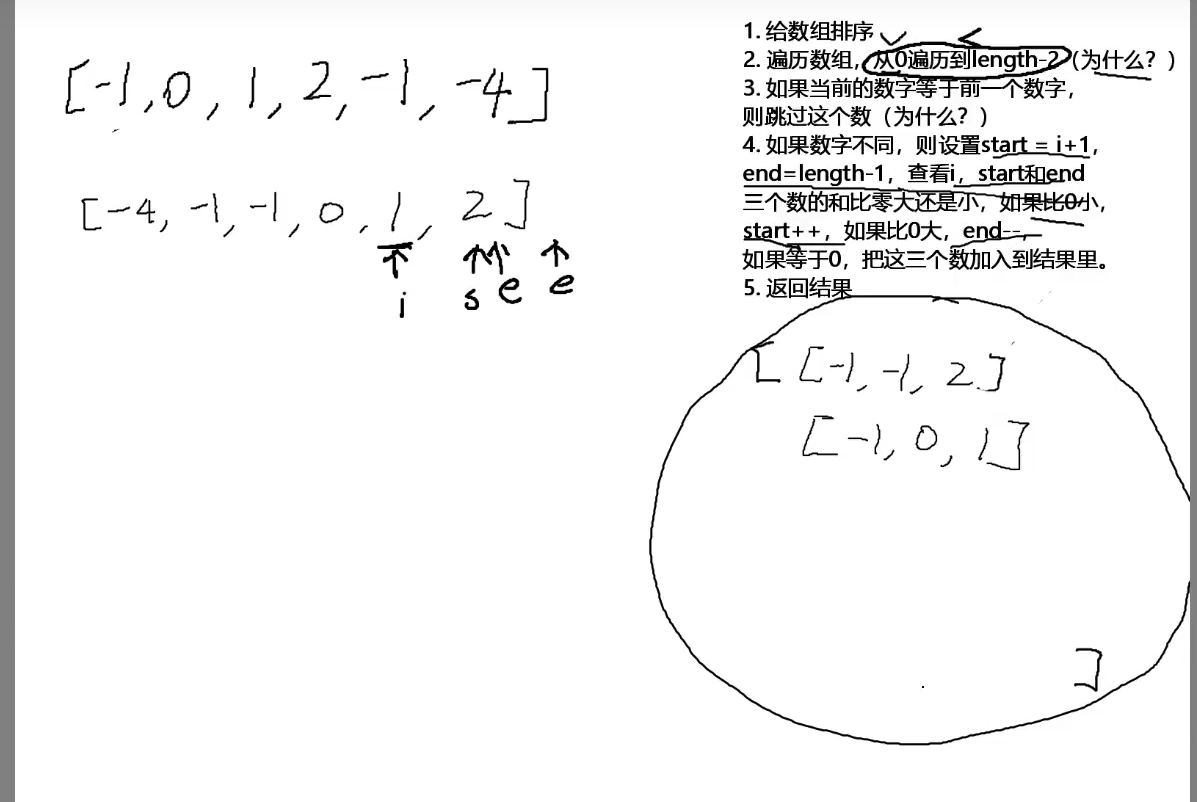 [-1,0,1,2,-1,-4]
[-4,-1,-1,0,1,2]
i
s e e
1. 给数组排序
2. 遍历数组，从0遍历到length-2（为什么？）
3. 如果当前的数字等于前一个数字，
则跳过这个数（为什么？）
4. 如果数字不同，则设置start = i+1，
end=length-1，查看i，start和end
三个数的和比零大还是小，如果比0小，
start++，如果比0大，end--，
如果等于0，把这三个数加入到结果里。
5. 返回结果
[ [-1,-1,2]
[-1,0,1]
]